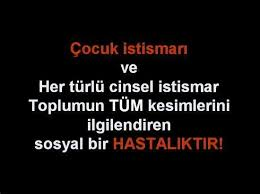 Çocuk istismarı
ve
Her türlü cinsel istismar
Toplumun TÜM kesimlerini
ilgilendiren
sosyal bir HASTALIKTIR!